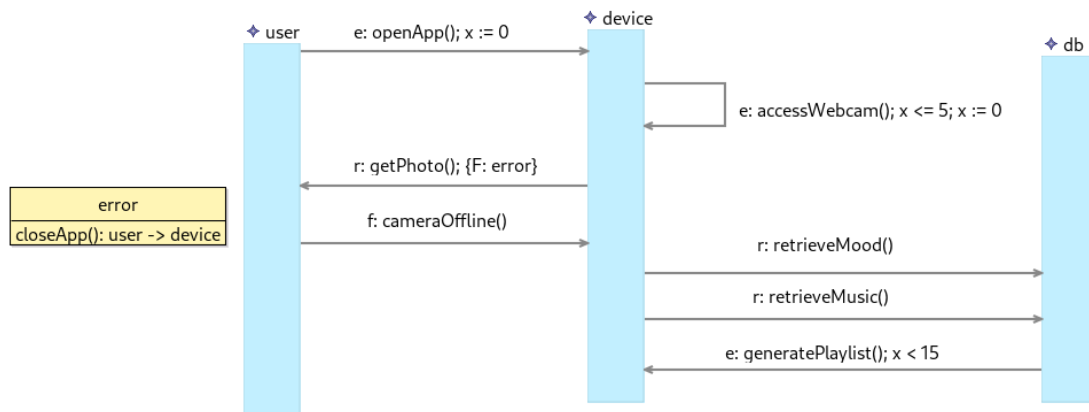 user
device
db
e: openApp(); x := 0
e: accessWebcam(); x <= 5; x := 0
r: getPhoto(); {F: error}
error
closeApp(): user -> device
f: cameraOffline()
r: retrieveMood()
r: retrieveMusic()
e: generatePlaylist(); x < 15